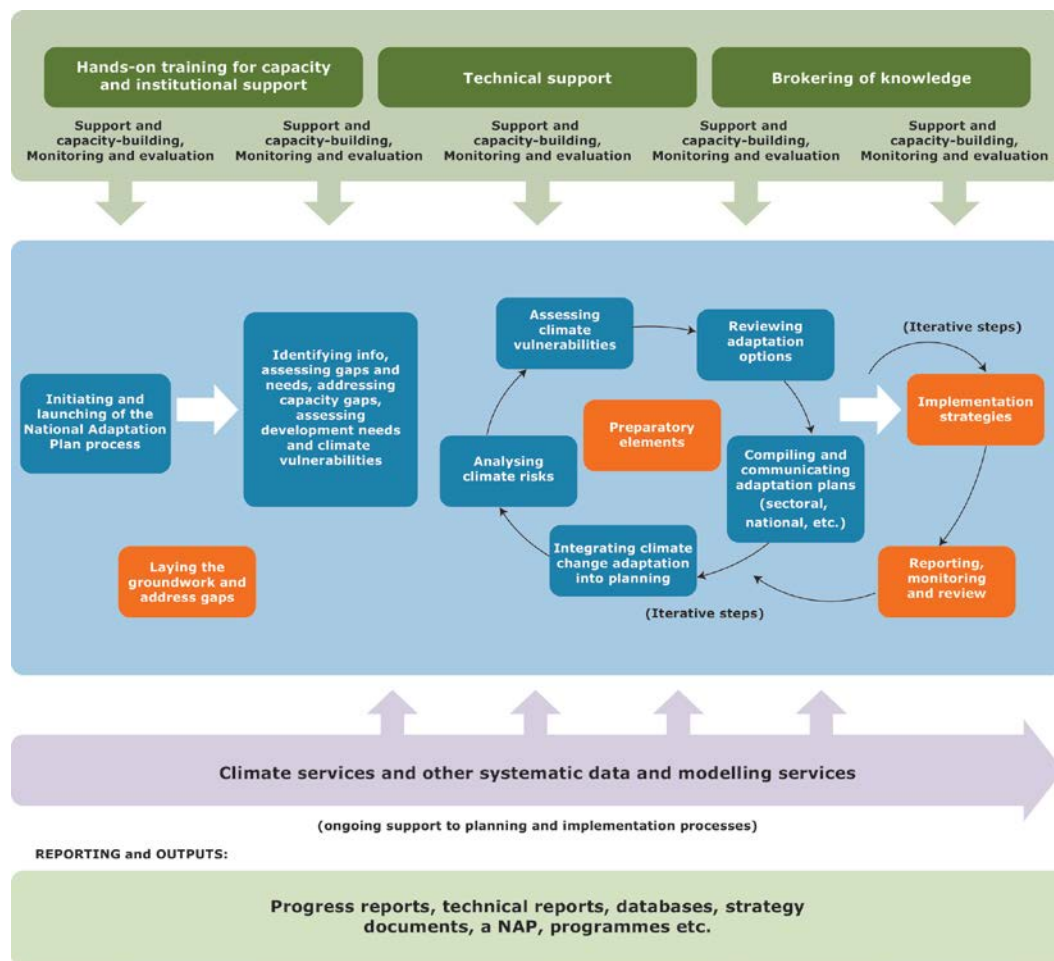 Hands-on training for capacity
and institutional support
Technical support
Brokering of knowledge
Support and
capacity-building,
Monitoring and evaluation
Support and
capacity-building,
Monitoring and evaluation
Support and
capacity-building,
Monitoring and evaluation
Support and
capacity-building,
Monitoring and evaluation
Support and
capacity-building,
Monitoring and evaluation
Initiating and
launching of the
National Adaptation
Plan process
Identifying info,
assessing gaps and
needs, addressing
capacity gaps,
assessing
development needs
and climate
vulnerabilities
Laying the
groundwork and
address gaps
Assessing
climate
vulnerabilities
Reviewing
adaptation
options
Preparatory
elements
Analysing
climate risks
Compiling and
communicating
adaptation plans
(sectoral,
national, etc.)
Integrating climate
change adaptation
into planning
(Iterative steps)
(Iterative steps)
Implementation
strategies
Reporting,
monitoring
and review
Climate services and other systematic data and modelling services
(ongoing support to planning and implementation processes)
REPORTING and OUTPUTS:
Progress reports, technical reports, databases, strategy
documents, a NAP, programmes etc.